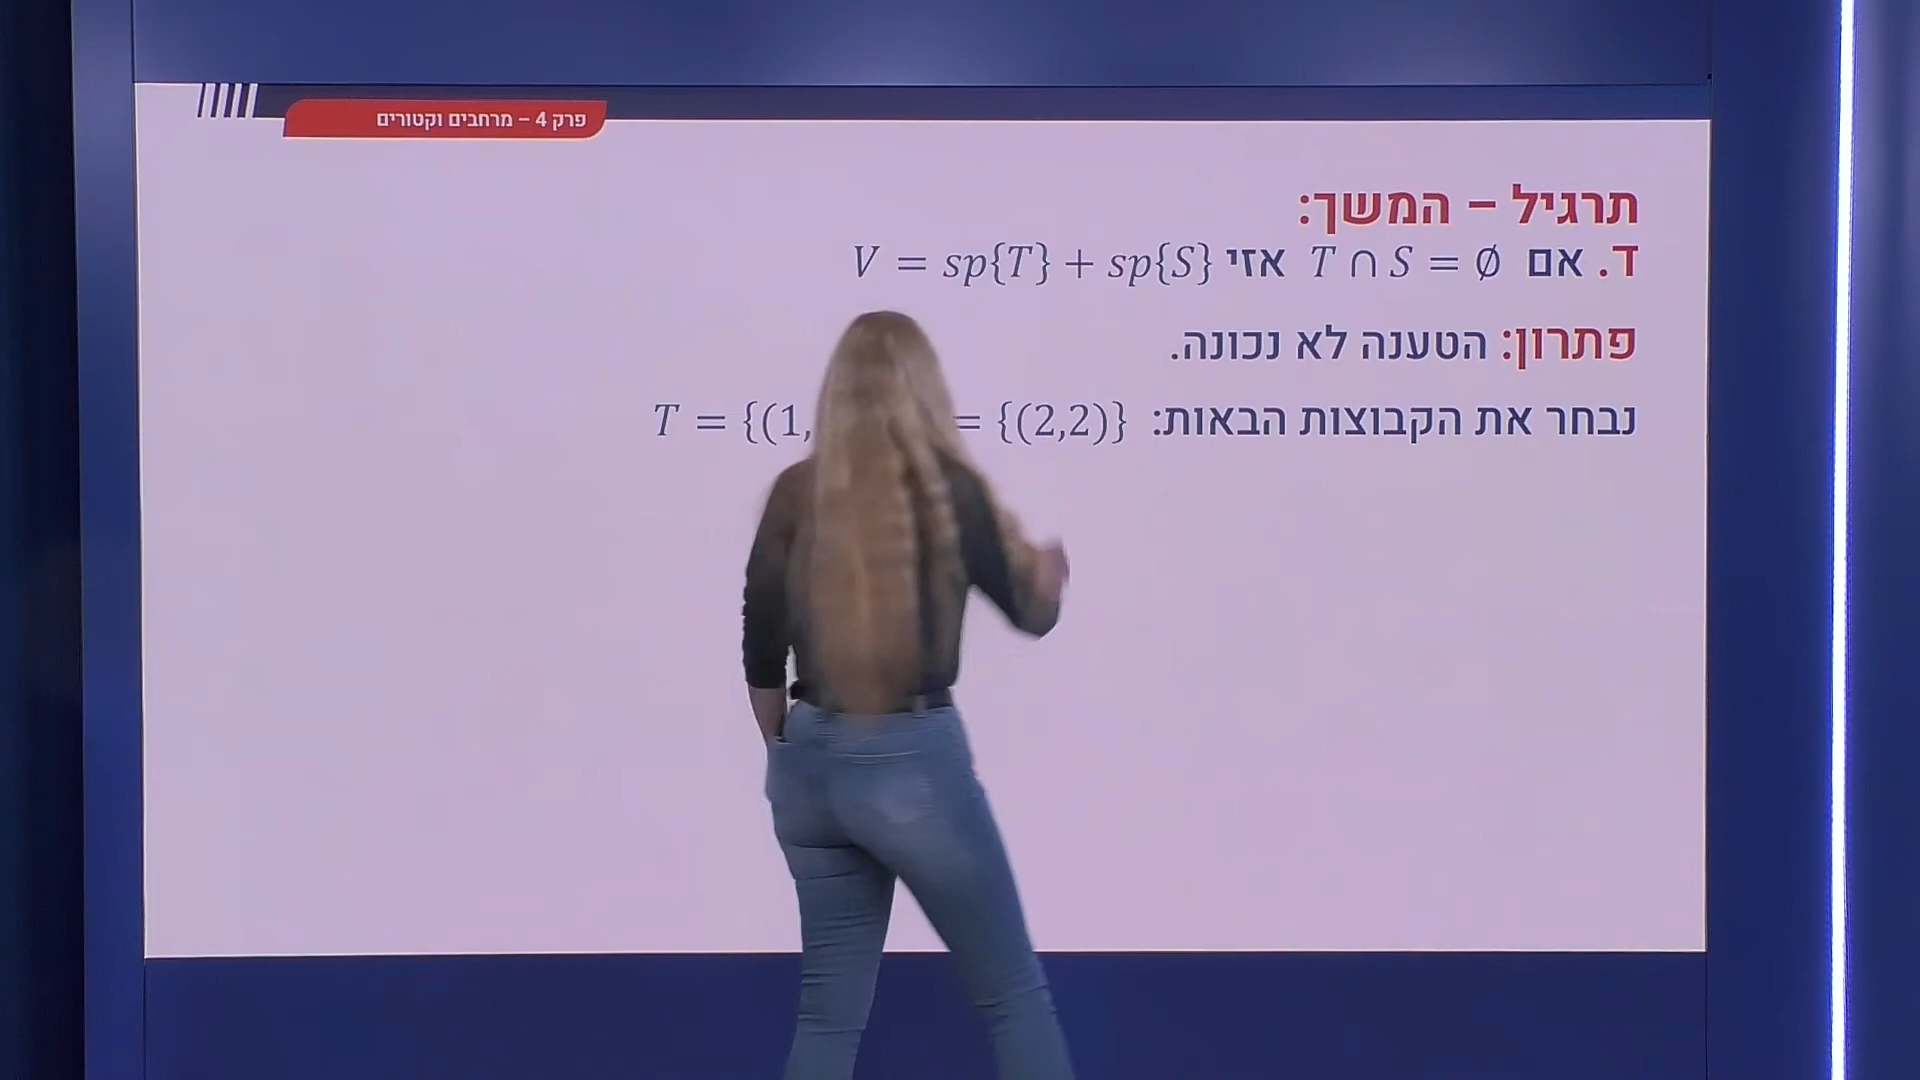 פרק 4 – מרחבים וקטורים
תרגיל – המשך:
ד. אם T ∩ S = ∅ אזי V = sp{T} + sp{S}
פתרון: הטענה לא נכונה.
נבחר את הקבוצות הבאות: T = {(1, = {(2,2)}